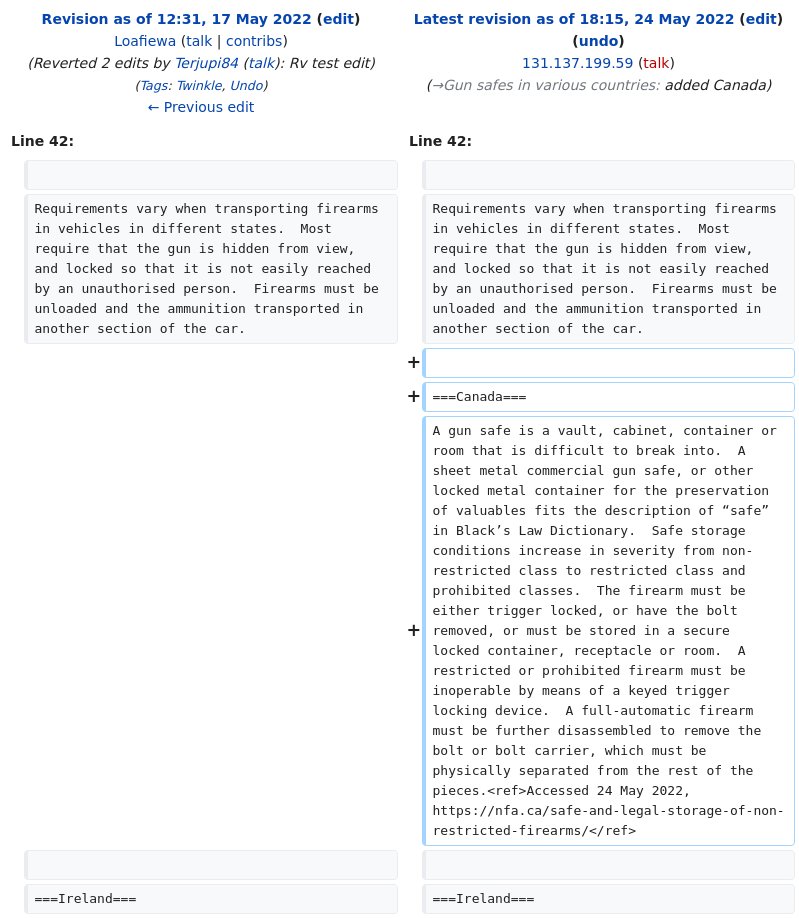 Revision as of 12:31, 17 May 2022 (edit)
Loafiewa (talk | contribs)
(Reverted 2 edits by Terjupi84 (talk): Rv test edit)
(Tags: Twinkle, Undo)
← Previous edit
Latest revision as of 18:15, 24 May 2022 (edit)
(undo)
131.137.199.59 (talk)
(→Gun safes in various countries: added Canada)
Line 42:
Line 42:
Requirements vary when transporting firearms
in vehicles in different states.  Most
require that the gun is hidden from view,
and locked so that it is not easily reached
by an unauthorised person.  Firearms must be
unloaded and the ammunition transported in
another section of the car.
Requirements vary when transporting firearms
in vehicles in different states.  Most
require that the gun is hidden from view,
and locked so that it is not easily reached
by an unauthorised person.  Firearms must be
unloaded and the ammunition transported in
another section of the car.
+
+ ===Canada===
+
A gun safe is a vault, cabinet, container or
room that is difficult to break into.  A
sheet metal commercial gun safe, or other
locked metal container for the preservation
of valuables fits the description of “safe”
in Black’s Law Dictionary.  Safe storage
conditions increase in severity from non-
restricted class to restricted class and
prohibited classes.  The firearm must be
either trigger locked, or have the bolt
removed, or must be stored in a secure
locked container, receptacle or room.  A
restricted or prohibited firearm must be
inoperable by means of a keyed trigger
locking device.  A full-automatic firearm
must be further disassembled to remove the
bolt or bolt carrier, which must be
physically separated from the rest of the
pieces.<ref>Accessed 24 May 2022,
https://nfa.ca/safe-and-legal-storage-of-non-
restricted-firearms/</ref>
===Ireland===
===Ireland===